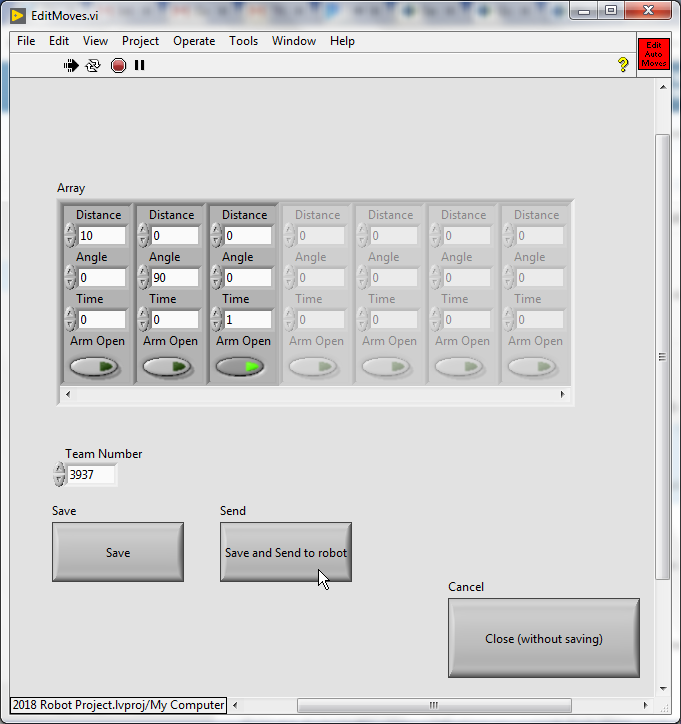 EditMoves.vi
File Edit View Project Operate Tools Window Help
Edit
Auto
Moves
?
Array
Distance Distance Distance Distance Distance Distance Distance
10 0 0 0 0 0 0
Angle Angle Angle Angle Angle Angle Angle
0 90 0 0 0 0 0
Time Time Time Time Time Time Time
0 0 1 0 0 0 0
Arm Open Arm Open Arm Open Arm Open Arm Open Arm Open Arm Open
Team Number
3937
Save Send
Save Save and Send to robot
Cancel
Close (without saving)
2018 Robot Project.lvproj/My Computer